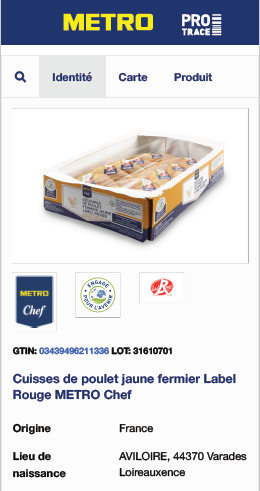 METRO
PRO
TRACE
Identité Carte Produit
METRO
Chef
ENGAGÉ
POUR L'AVENIR
GTIN: 03439496211336 LOT: 31610701
Cuisses de poulet jaune fermier Label
Rouge METRO Chef
Origine France
Lieu de AVILOIRE, 44370 Varades
naissance Loireauxence